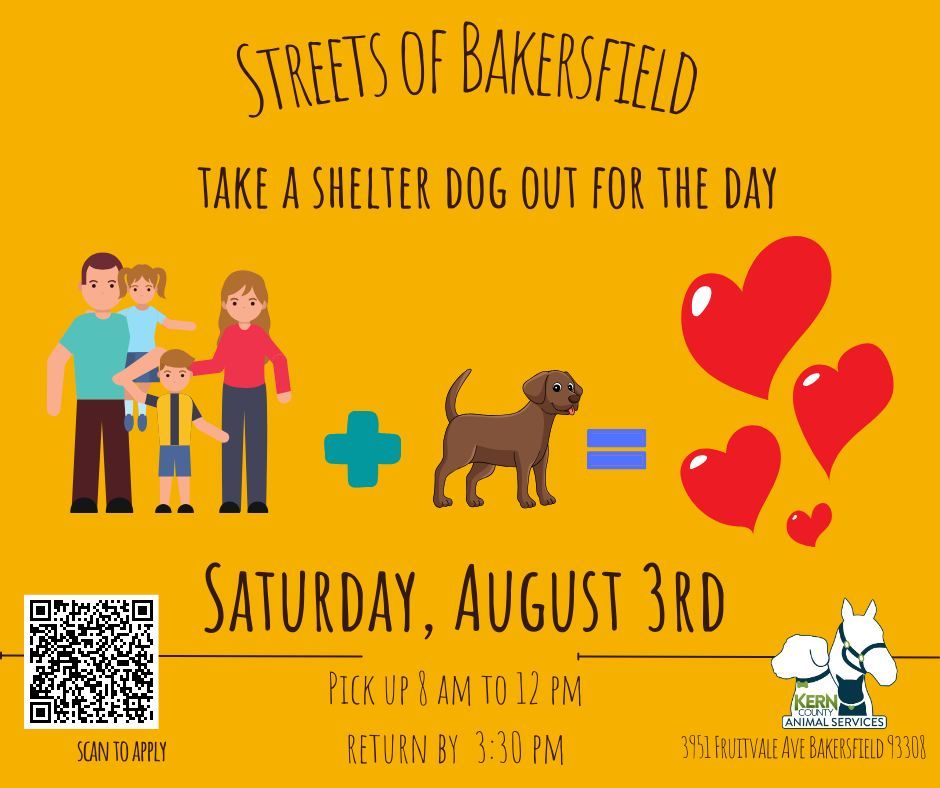 STREETS OF BAKERSFIELD
TAKE A SHELTER DOG OUT FOR THE DAY
SATURDAY, AUGUST 3RD
PICK UP 8 AM TO 12 PM
RETURN BY 3:30 PM
SCAN TO APPLY
KERN
COUNTY
ANIMAL SERVICES
3951 FRUITVALE AVE BAKERSFIELD 93308